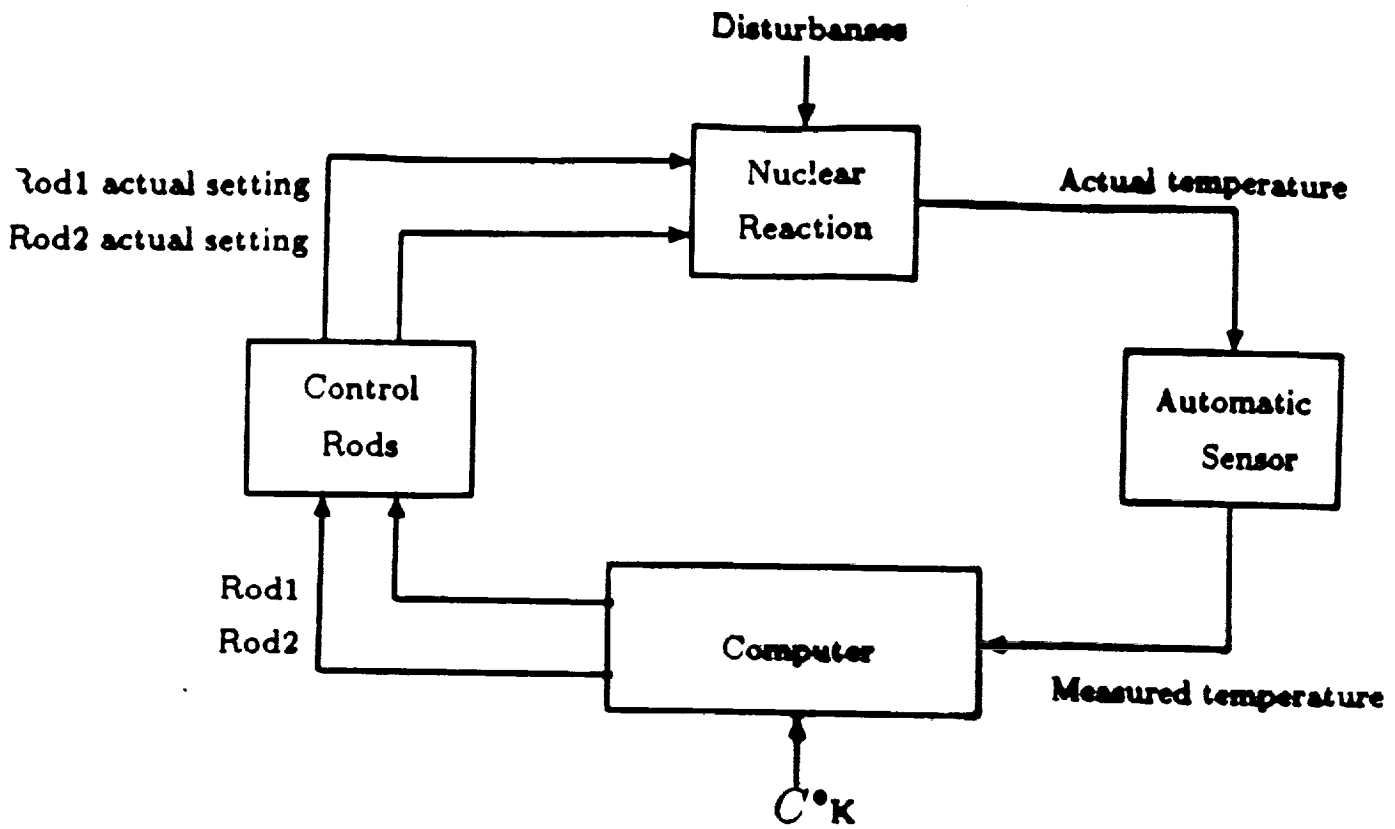 Disturbanses
Nuclear
Reaction
Rod1 actual setting
Rod2 actual setting
Actual temperature
Control
Rods
Automatic
Sensor
Rod1
Rod2
Computer
Measured temperature
C°K